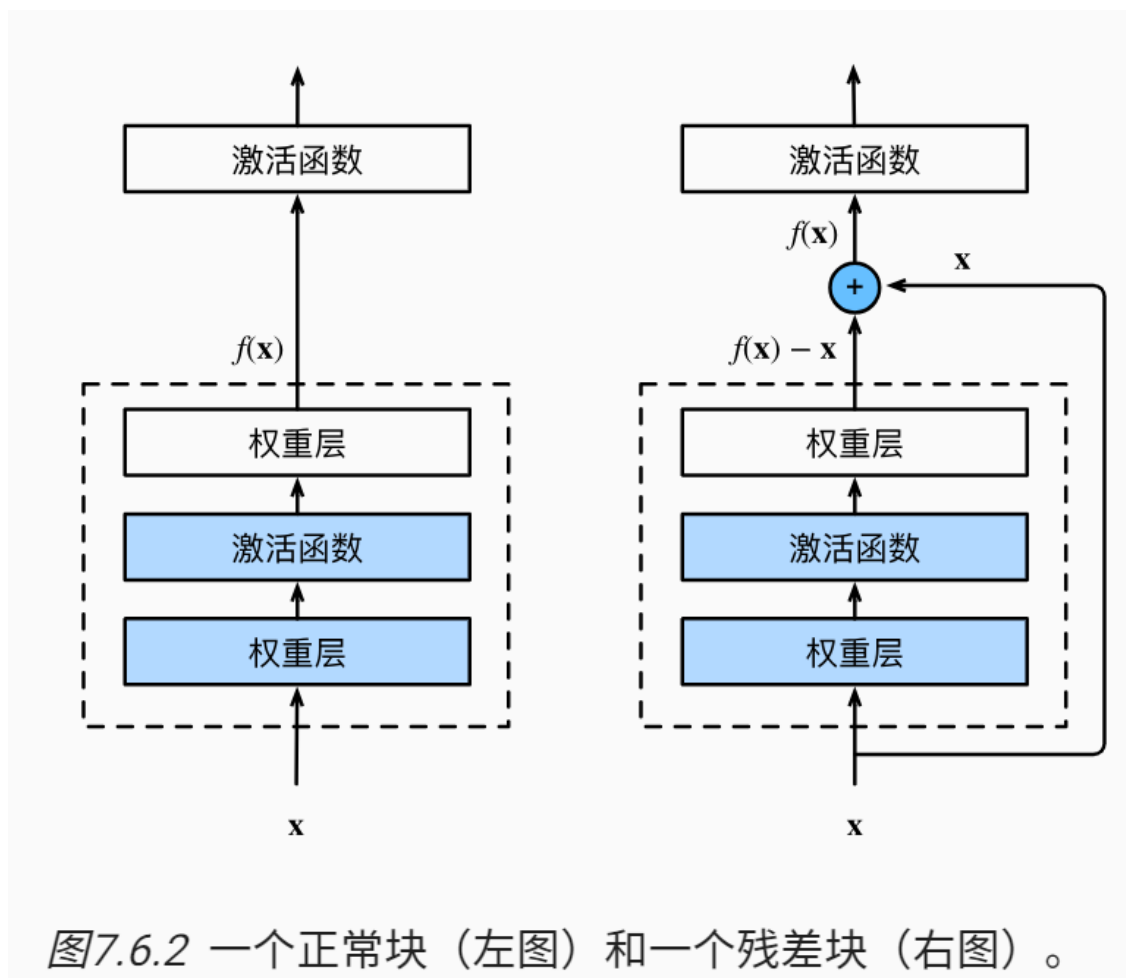 激活函数
f(x)
权重层
激活函数
权重层
x
激活函数
f(x)
x
+
f(x) − x
权重层
激活函数
权重层
x
图7.6.2 一个正常块（左图）和一个残差块（右图）。